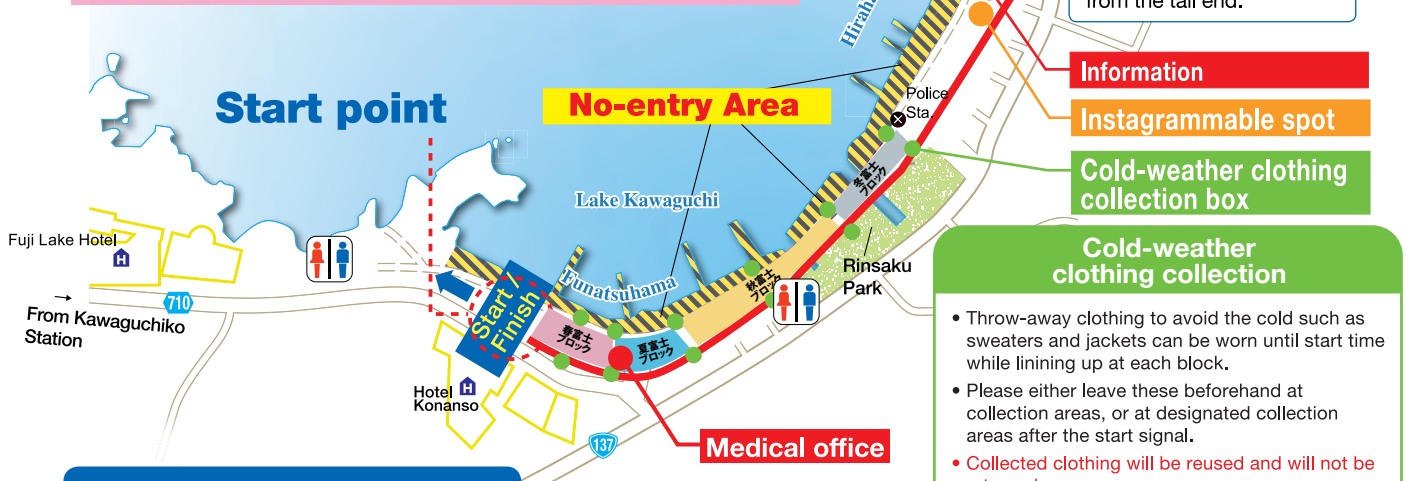 from the tail end.
Hiraha
Information
Start point
No-entry Area
Police
Sta.
Instagrammable spot
冬富士
ブロック
Cold-weather clothing
collection box
Lake Kawaguchi
Fuji Lake Hotel
H
Rinsaku
Park
Cold-weather
clothing collection
Funatsuhama
秋富士
ブロック
710
→
From Kawaguchiko
Station
Start /
Finish
春富士
ブロック
夏富士
ブロック
• Throw-away clothing to avoid the cold such as
sweaters and jackets can be worn until start time
while linining up at each block.
Hotel
Konanso
H
• Please either leave these beforehand at
collection areas, or at designated collection
areas after the start signal.
137
Medical office
• Collected clothing will be reused and will not be